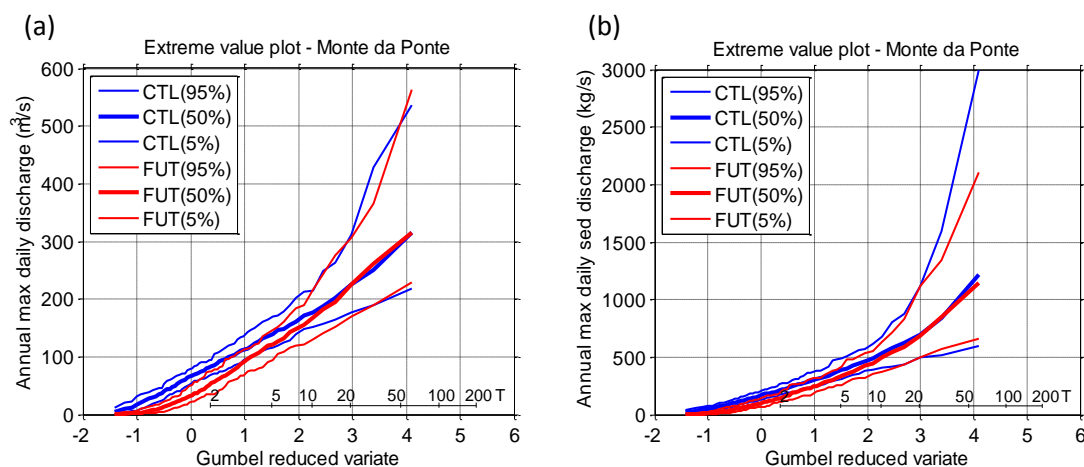 (a)
Extreme value plot - Monte da Ponte
Annual max daily discharge (m³/s)
600
500
400
300
200
100
0
CTL(95%)
CTL(50%)
CTL(5%)
FUT(95%)
FUT(50%)
FUT(5%)
2 5 10 20 50 100 200 T
-2 -1 0 1 2 3 4 5 6
Gumbel reduced variate
(b)
Extreme value plot - Monte da Ponte
Annual max daily sed discharge (kg/s)
3000
2500
2000
1500
1000
500
0
CTL(95%)
CTL(50%)
CTL(5%)
FUT(95%)
FUT(50%)
FUT(5%)
2 5 10 20 50 100 200 T
-2 -1 0 1 2 3 4 5 6
Gumbel reduced variate